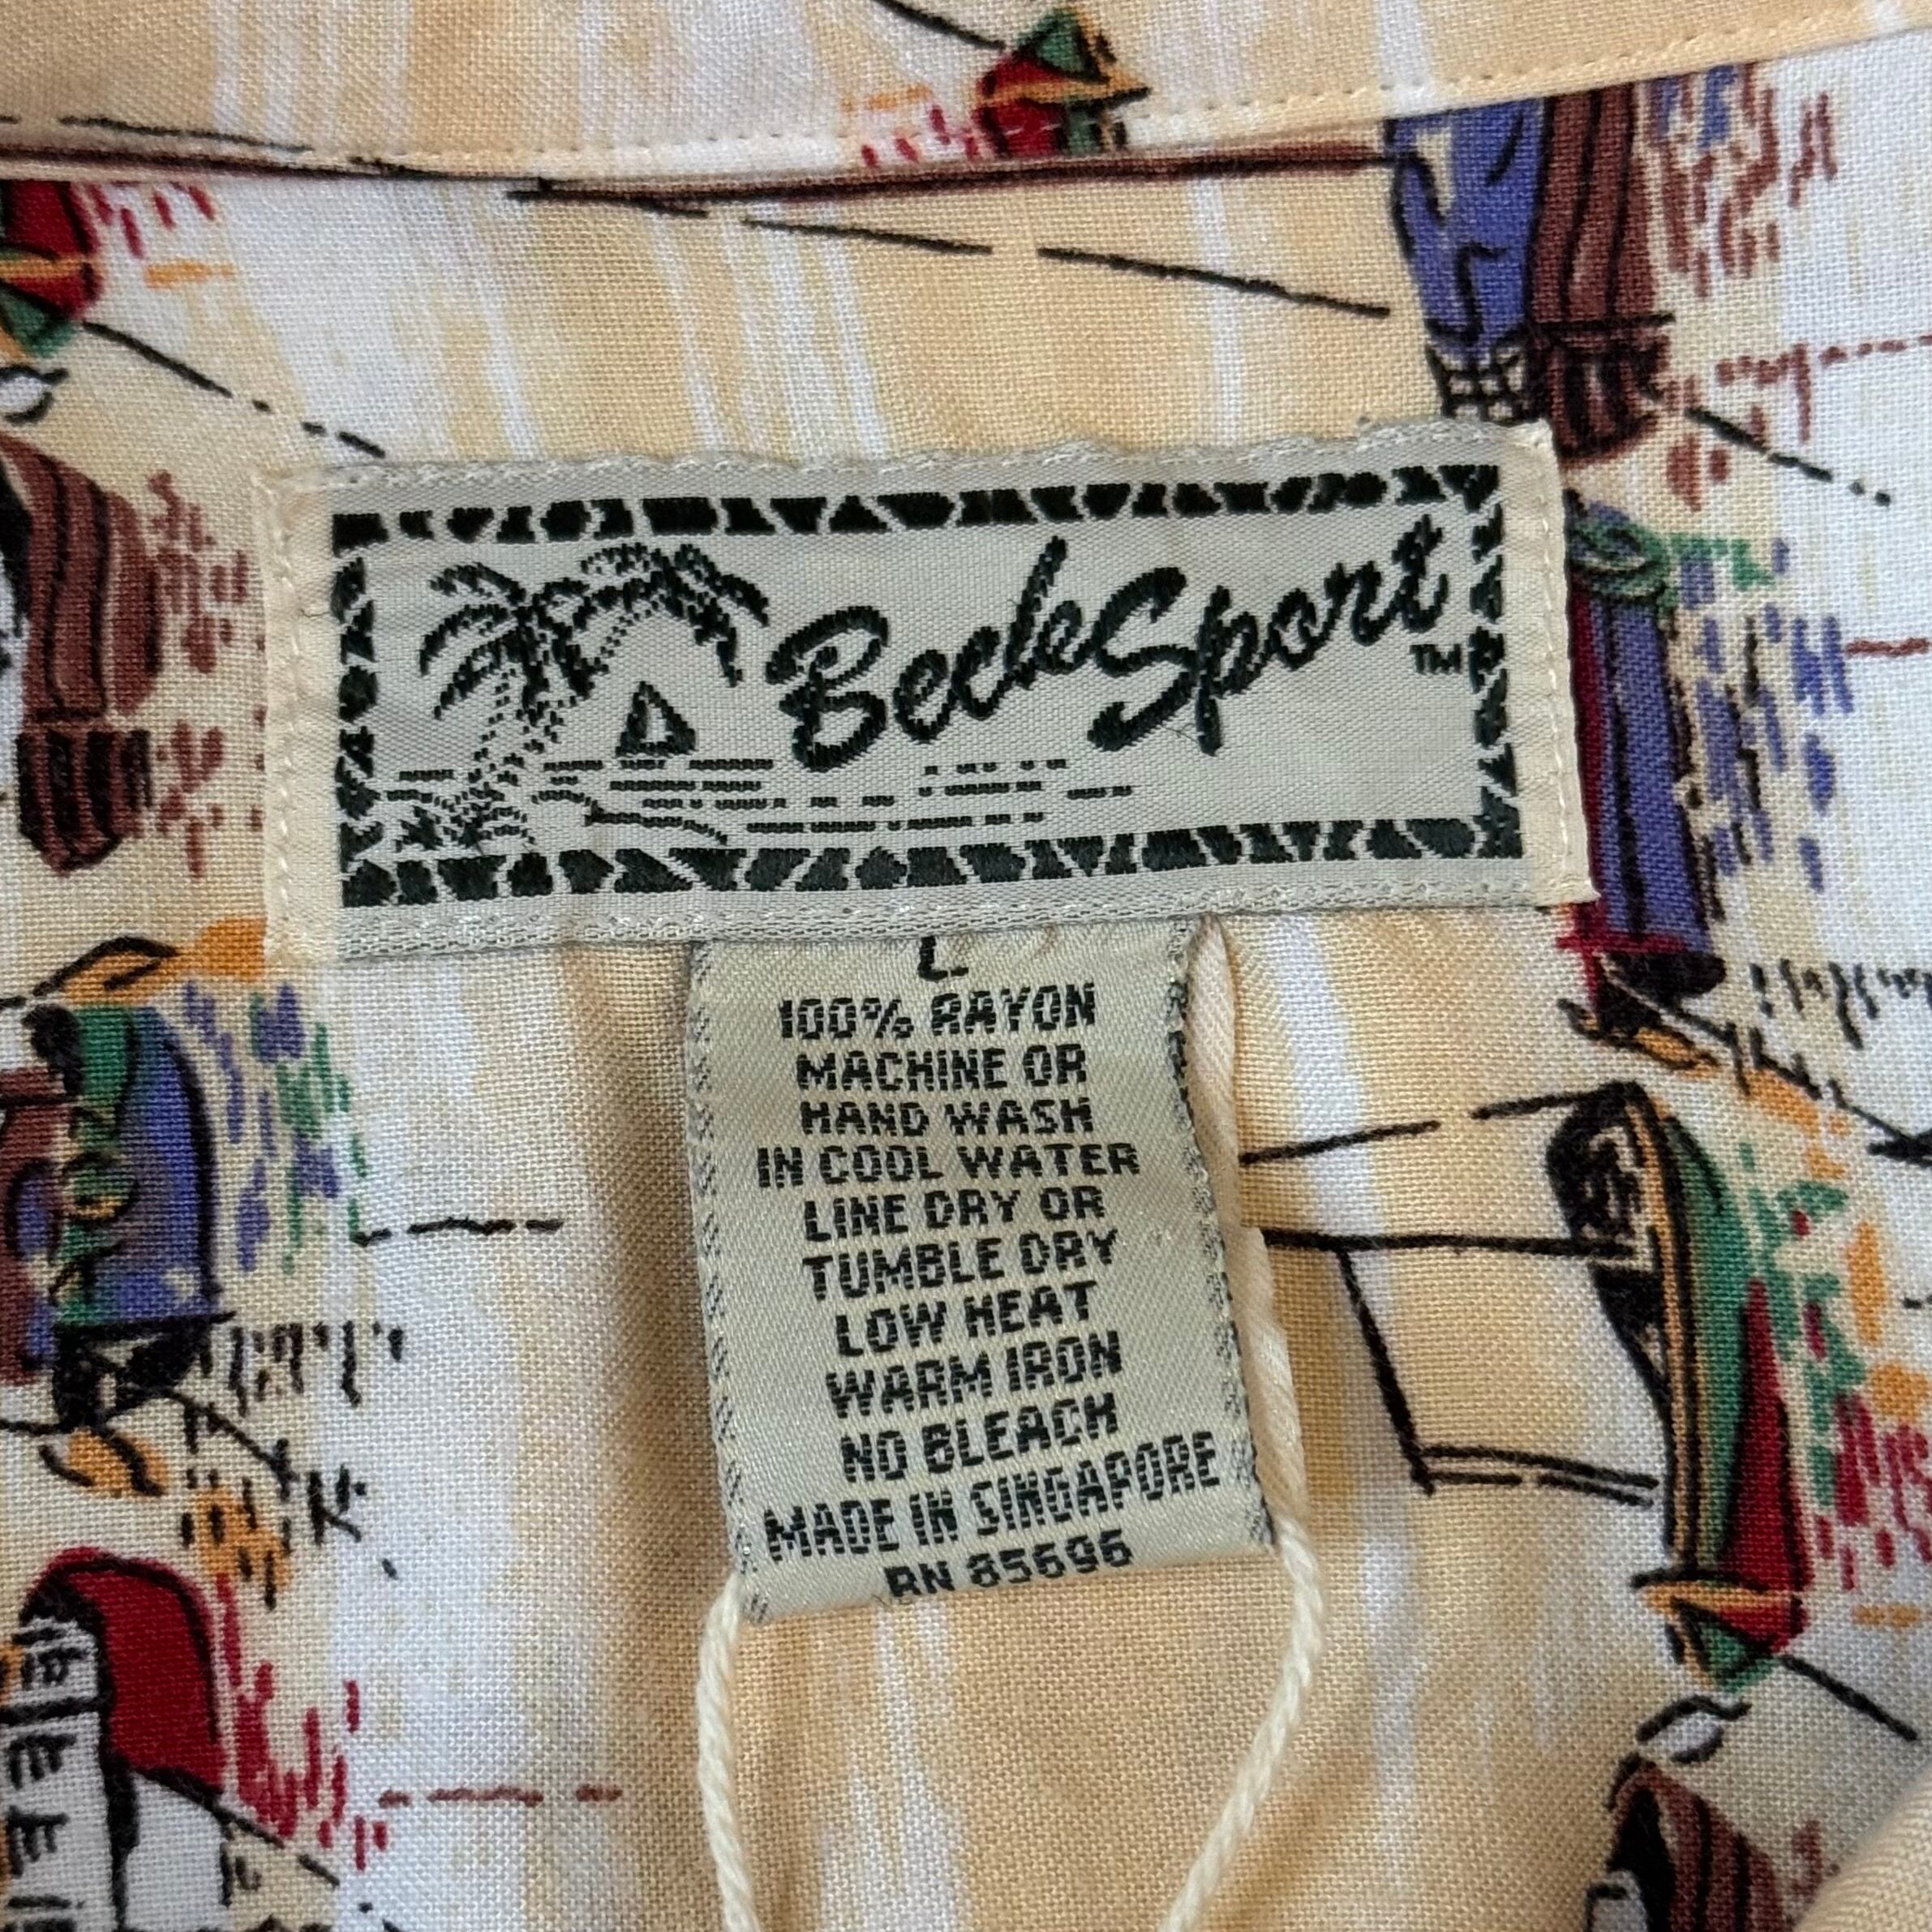 BeckSport
TM
L.
100% RAYON
MACHINE OR
HAND WASH
IN COOL WATER
LINE DRY OR
TUMBLE DRY
LOW HEAT
WARM IRON
NO BLEACH
MADE IN SINGAPORE
RN 85696